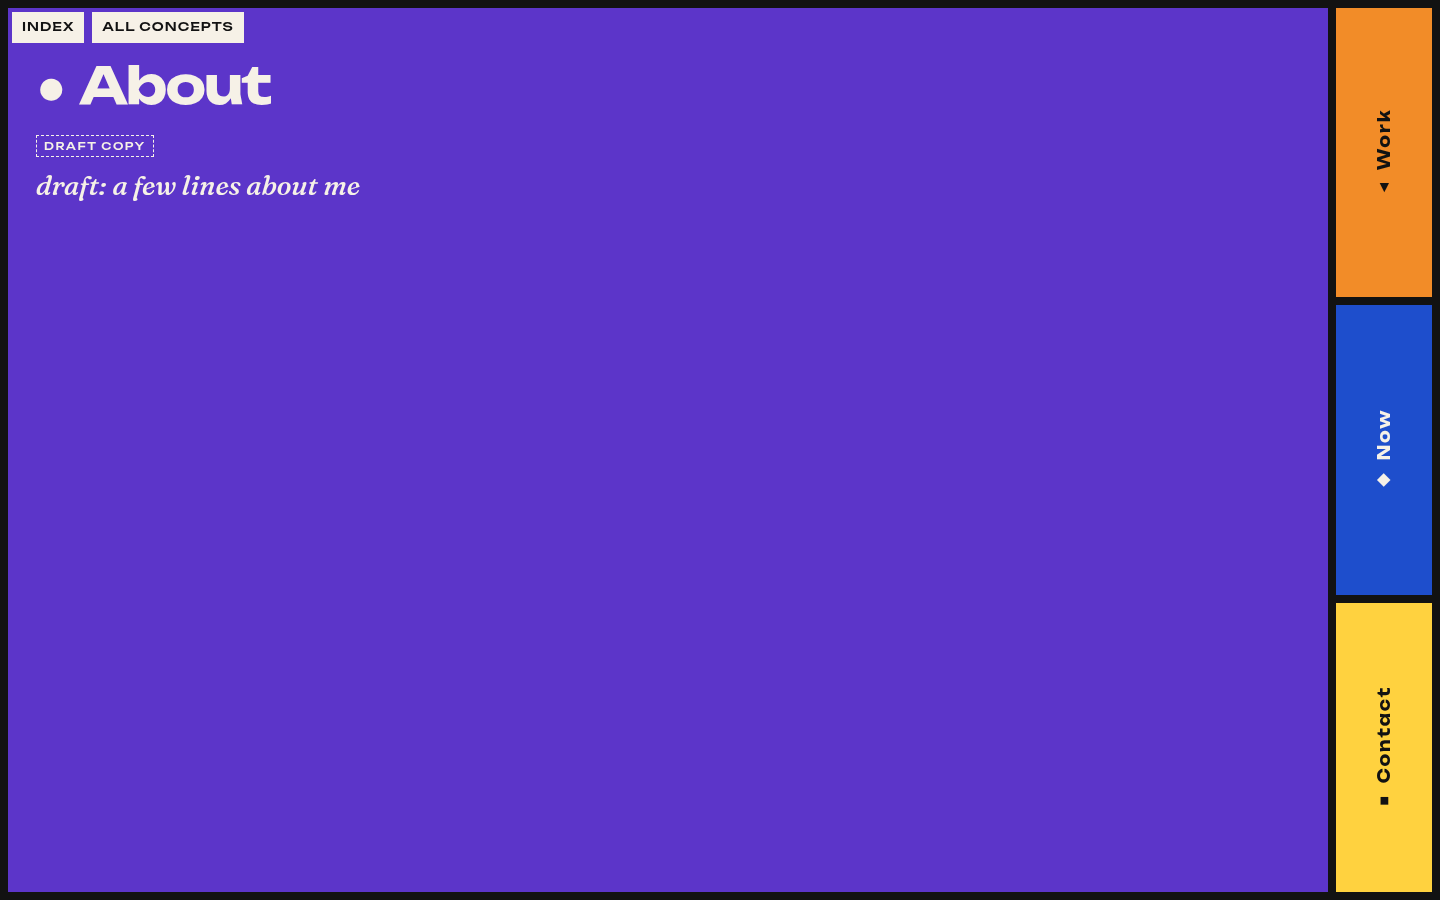 INDEX
ALL CONCEPTS
● About
DRAFT COPY
draft: a few lines about me
▲ Work
◆ Now
■ Contact